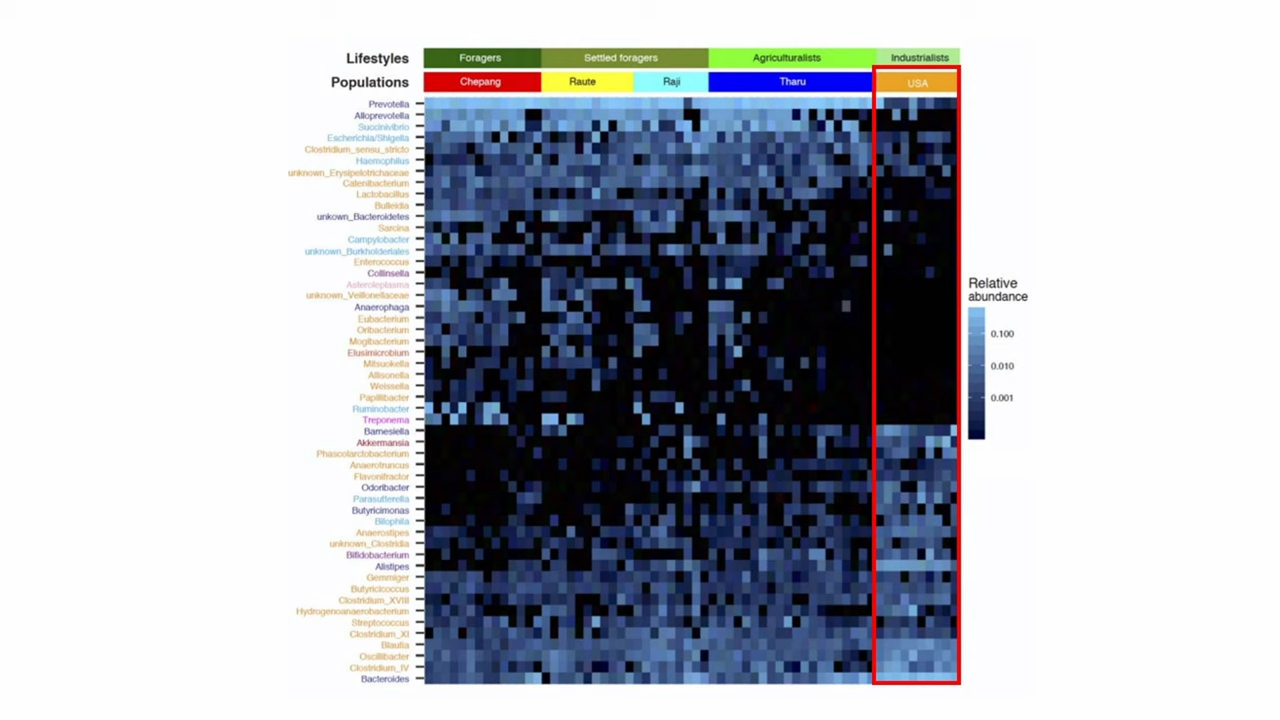 Lifestyles Foragers Settled foragers Agriculturalists Industrialists
Populations Chepang Raute Raji Tharu USA
Prevotella
Alloprevotella
Succinivibrio
Escherichia/Shigella
Clostridium_sensu_stricto
Haemophilus
unknown_Erysipelotrichaceae
Catenibacterium
Lactobacillus
Bulleidia
unkown_Bacteroidetes
Sarcina
Campylobacter
unknown_Burkholderiales
Enterococcus
Collinsella
Asteroleplasma
unknown_Veillonellaceae
Anaerophaga
Eubacterium
Oribacterium
Mogibacterium
Elusimicrobium
Mitsuokella
Allisonella
Weissella
Papillibacter
Ruminobacter
Treponema
Barnesiella
Akkermansia
Phascolarctobacterium
Anaerotruncus
Flavonifractor
Odoribacter
Parasutterella
Butyricimonas
Bilophila
Anaerostipes
unknown_Clostridia
Bifidobacterium
Alistipes
Gemmiger
Butyricicoccus
Clostridium_XVIII
Hydrogenoanaerobacterium
Streptococcus
Clostridium_XI
Blautia
Oscillibacter
Clostridium_IV
Bacteroides
Relative
abundance
0.100
0.010
0.001